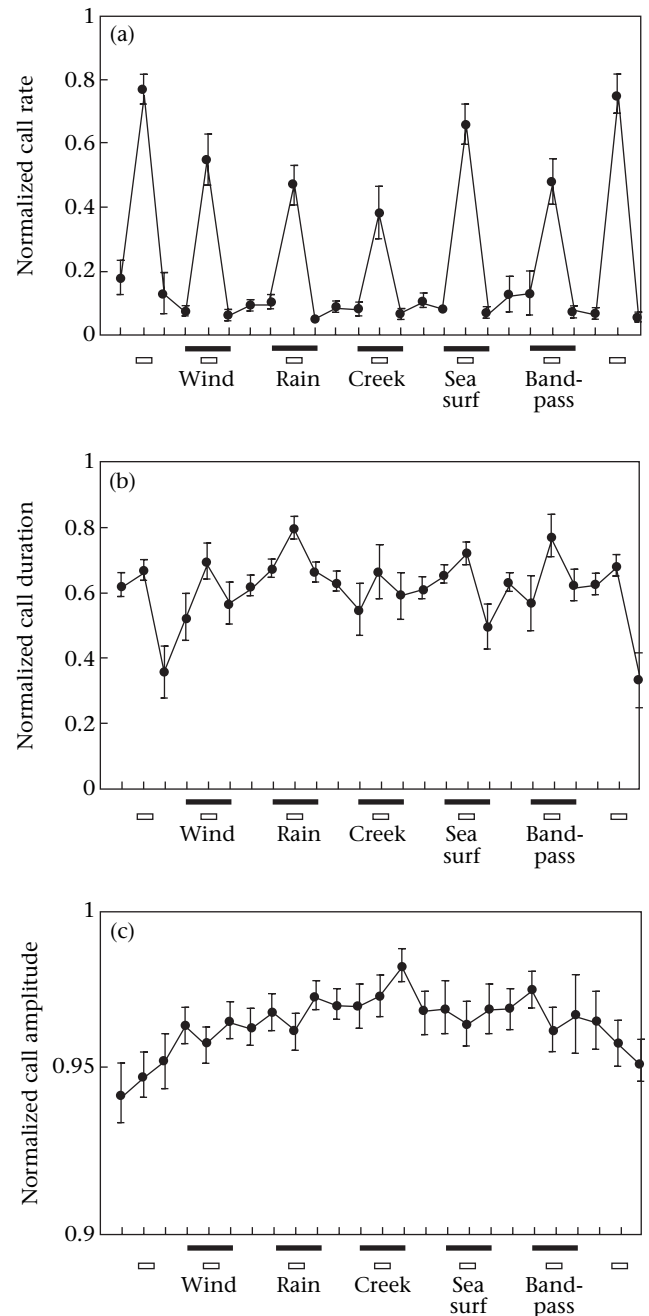 (a)
Normalized call rate
1
0.8
0.6
0.4
0.2
0
Wind Rain Creek Sea surf Band-pass
(b)
Normalized call duration
1
0.8
0.6
0.4
0.2
0
Wind Rain Creek Sea surf Band-pass
(c)
Normalized call amplitude
1
0.95
0.9
Wind Rain Creek Sea surf Band-pass